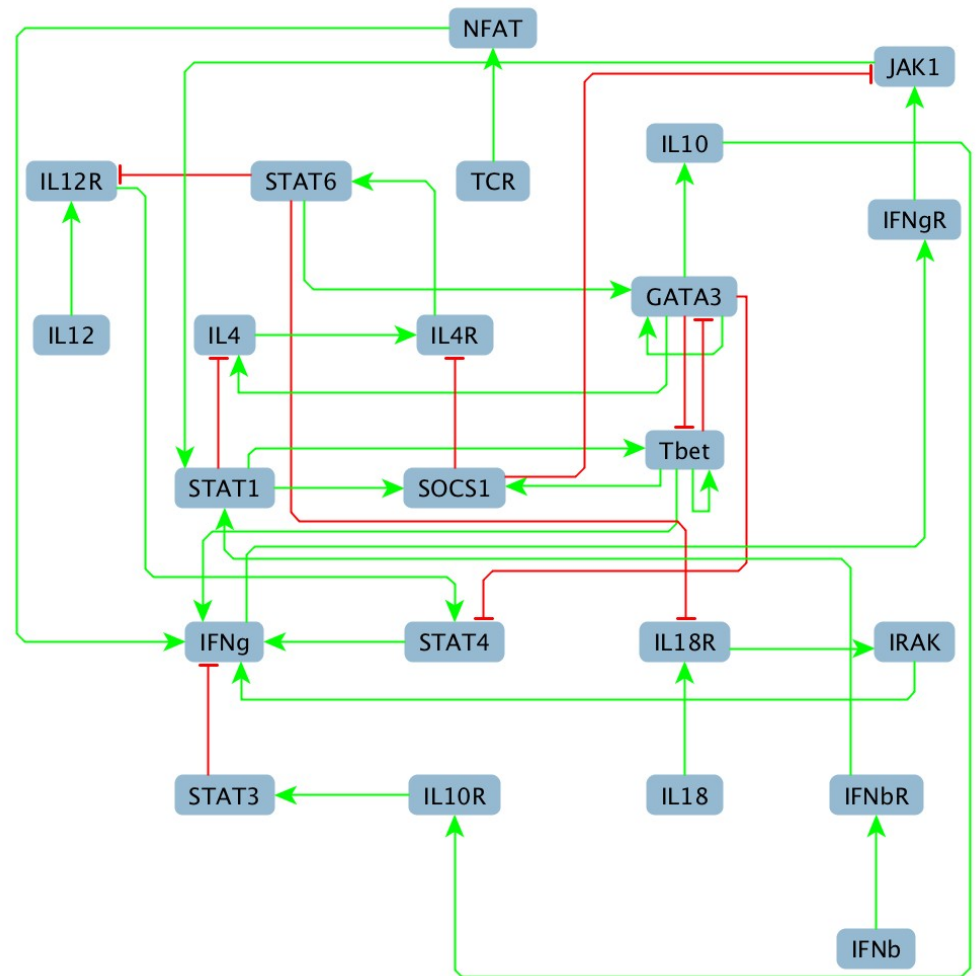 NFAT
JAK1
IL10
IL12R
STAT6
TCR
IFNgR
GATA3
IL12
IL4
IL4R
Tbet
STAT1
SOCS1
IFNg
STAT4
IL18R
IRAK
STAT3
IL10R
IL18
IFNbR
IFNb